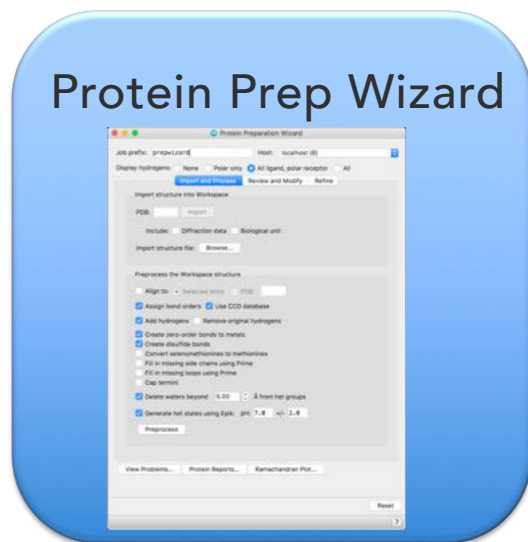 Protein Prep Wizard
Protein Preparation Wizard
Job prefix: prepwizard Host: localhost (8)
Display hydrogens: None Polar only All ligand, polar receptor All
Import and Process Review and Modify Refine
Import structure into Workspace
PDB: Import
Include: Diffraction data Biological unit
Import structure file: Browse...
Preprocess the Workspace structure
Align to: Selected entry PDB:
Assign bond orders Use CCD database
Add hydrogens Remove original hydrogens
Create zero-order bonds to metals
Create disulfide bonds
Convert selenomethionines to methionines
Fill in missing side chains using Prime
Fill in missing loops using Prime
Cap termini
Delete waters beyond 5.00 Å from het groups
Generate het states using Epik: pH: 7.0 +/- 2.0
Preprocess
View Problems... Protein Reports... Ramachandran Plot...
Reset
?